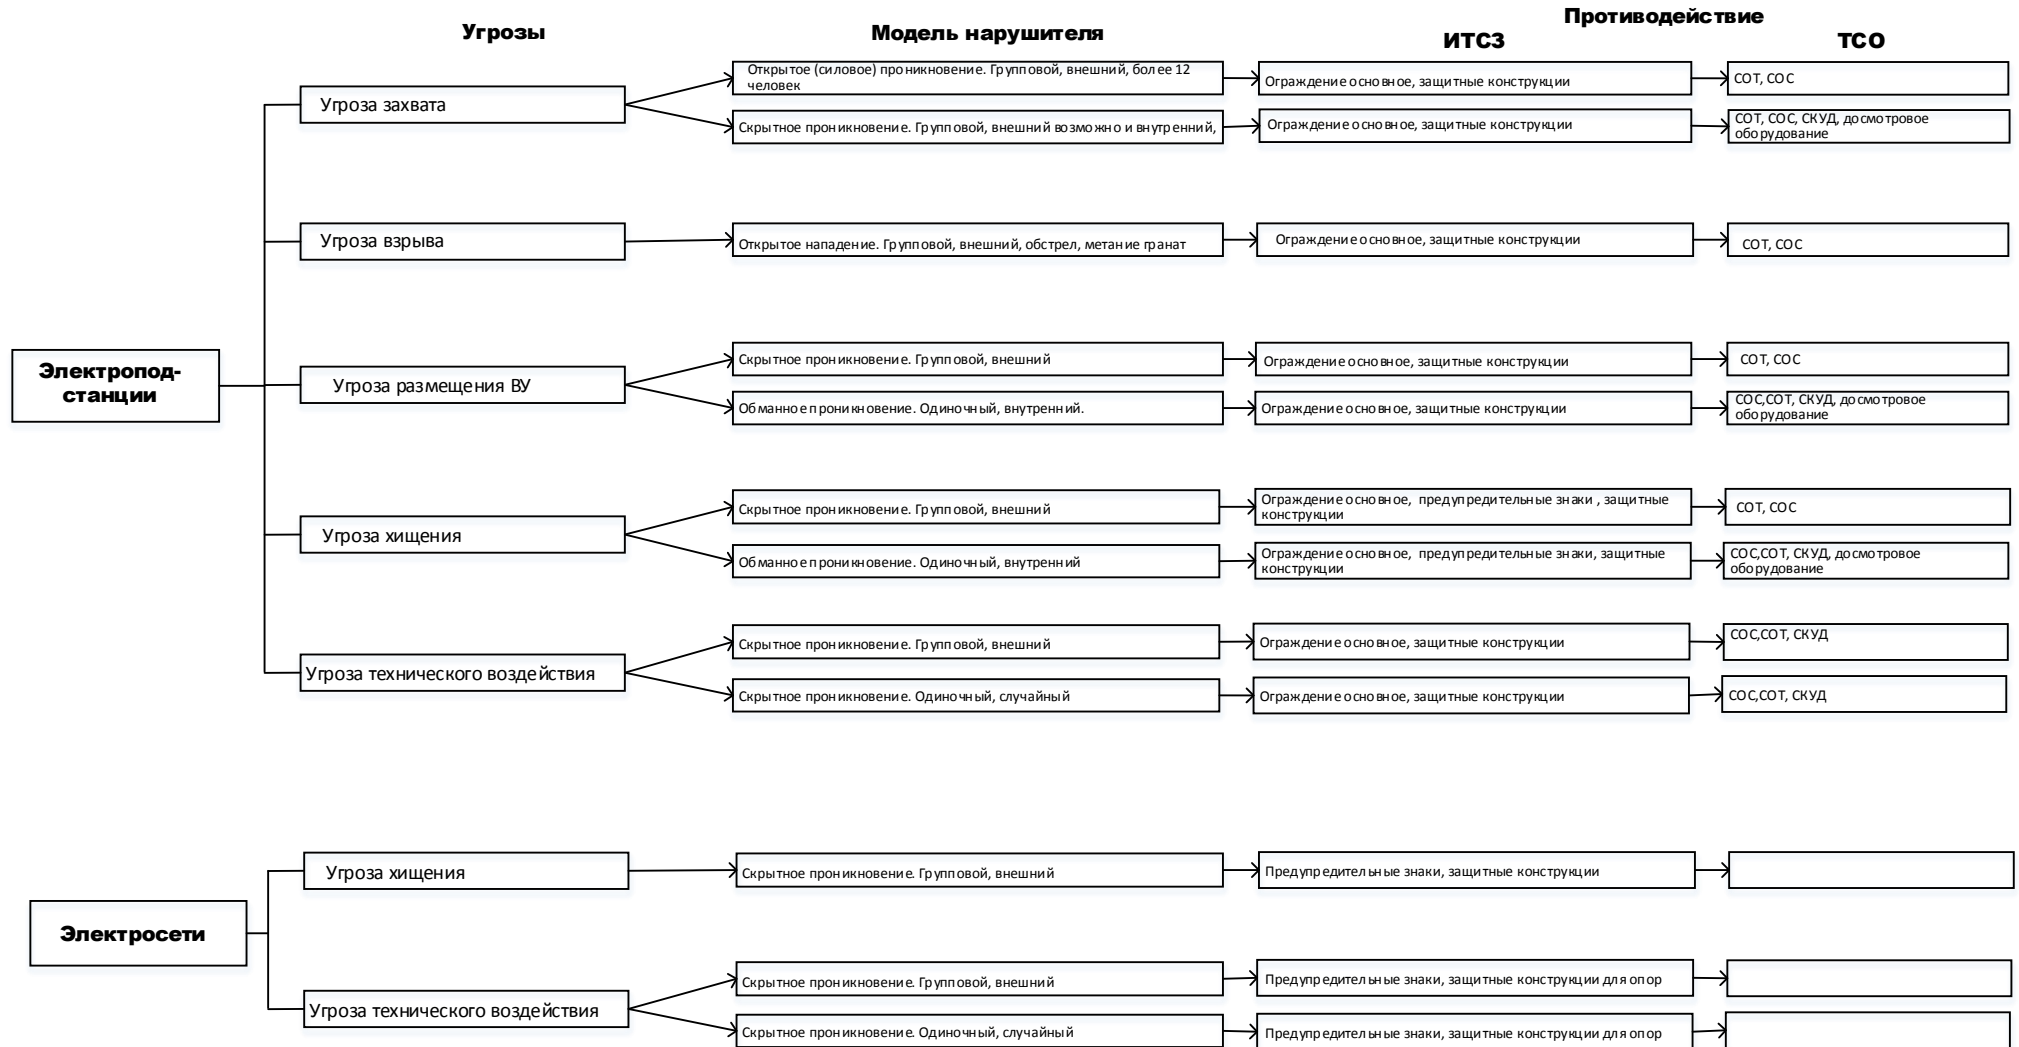 Противодействие
Угрозы
Модель нарушителя
ИТСЗ
ТСО
Угроза захвата
Открытое (силовое) проникновение. Групповой, внешний, более 12
человек
Ограждение основное, защитные конструкции
СОТ, СОС
Скрытное проникновение. Групповой, внешний возможно и внутренний,
Ограждение основное, защитные конструкции
СОТ, СОС, СКУД, досмотровое
оборудование
Угроза взрыва
Открытое нападение. Групповой, внешний, обстрел, метание гранат
Ограждение основное, защитные конструкции
СОТ, СОС
Электропод-
станции
Угроза размещения ВУ
Скрытное проникновение. Групповой, внешний
Ограждение основное, защитные конструкции
СОТ, СОС
Обманное проникновение. Одиночный, внутренний.
Ограждение основное, защитные конструкции
СОС,СОТ, СКУД, досмотровое
оборудование
Угроза хищения
Скрытное проникновение. Групповой, внешний
Ограждение основное, предупредительные знаки , защитные
конструкции
СОТ, СОС
Обманное проникновение. Одиночный, внутренний
Ограждение основное, предупредительные знаки, защитные
конструкции
СОС,СОТ, СКУД, досмотровое
оборудование
Угроза технического воздействия
Скрытное проникновение. Групповой, внешний
Ограждение основное, защитные конструкции
СОС,СОТ, СКУД
Скрытное проникновение. Одиночный, случайный
Ограждение основное, защитные конструкции
СОС,СОТ, СКУД
Электросети
Угроза хищения
Скрытное проникновение. Групповой, внешний
Предупредительные знаки, защитные конструкции
Угроза технического воздействия
Скрытное проникновение. Групповой, внешний
Предупредительные знаки, защитные конструкции для опор
Скрытное проникновение. Одиночный, случайный
Предупредительные знаки, защитные конструкции для опор